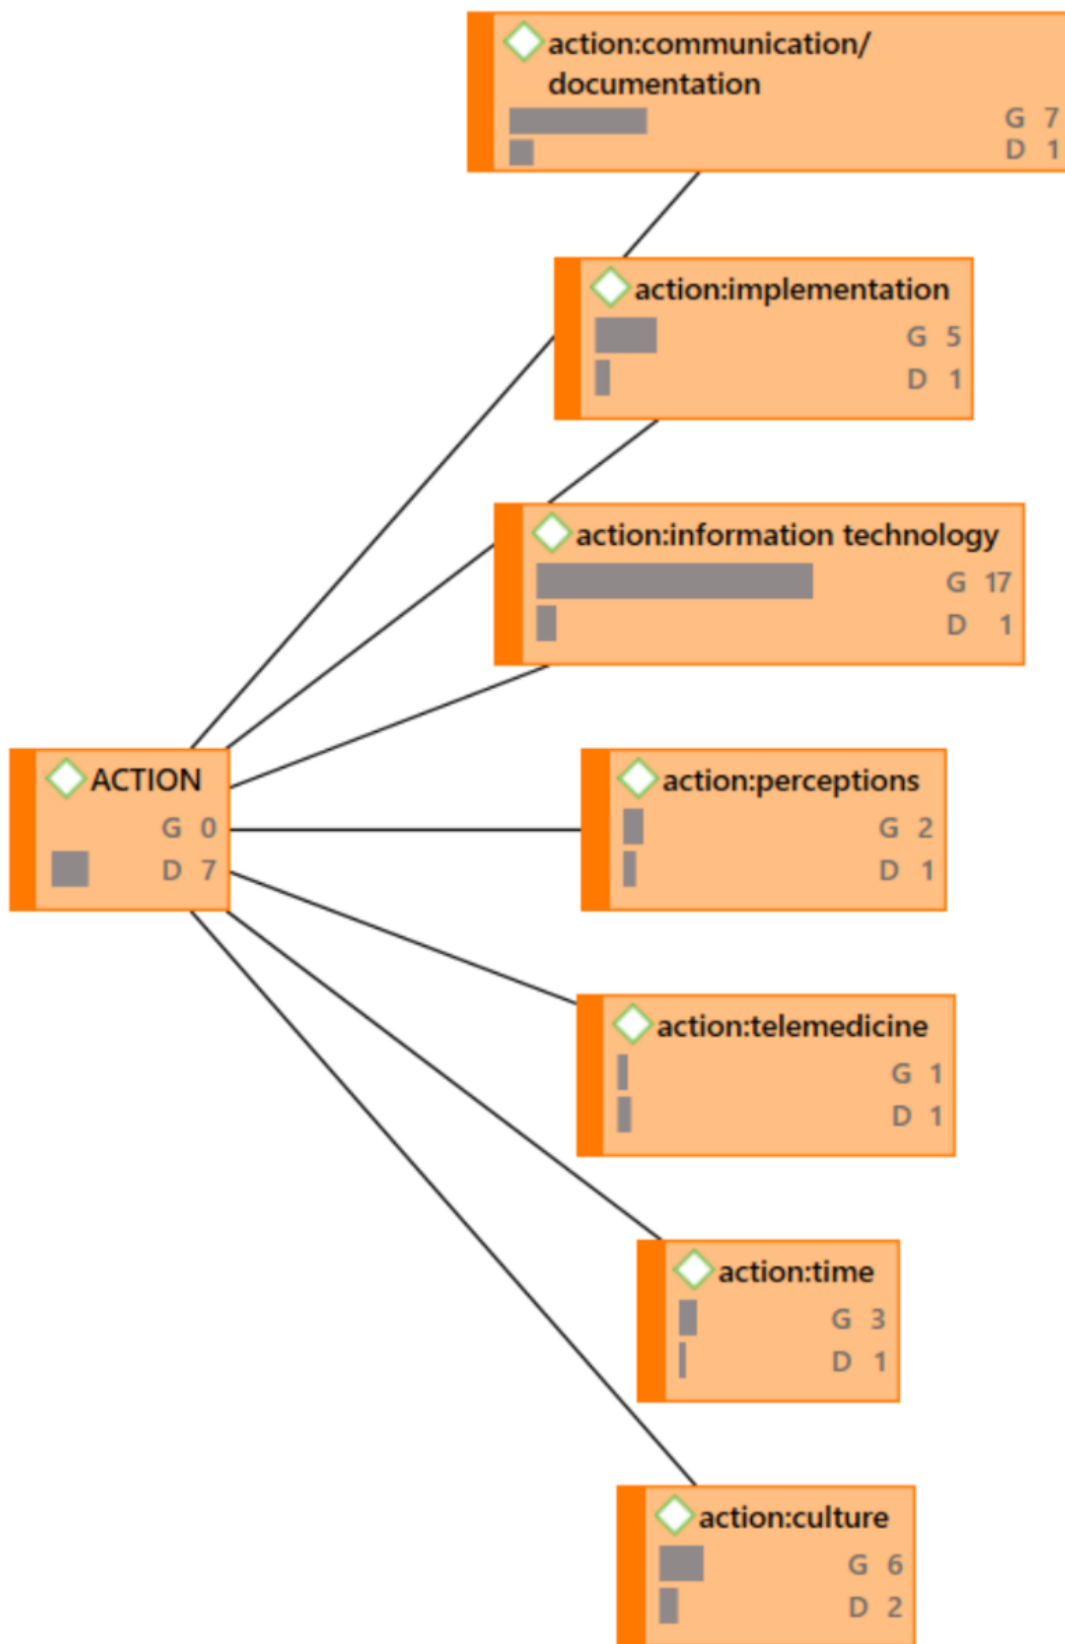 action:communication/
documentation
G 7
D 1
action:implementation
G 5
D 1
action:information technology
G 17
D 1
ACTION
G 0
D 7
action:perceptions
G 2
D 1
action:telemedicine
G 1
D 1
action:time
G 3
D 1
action:culture
G 6
D 2